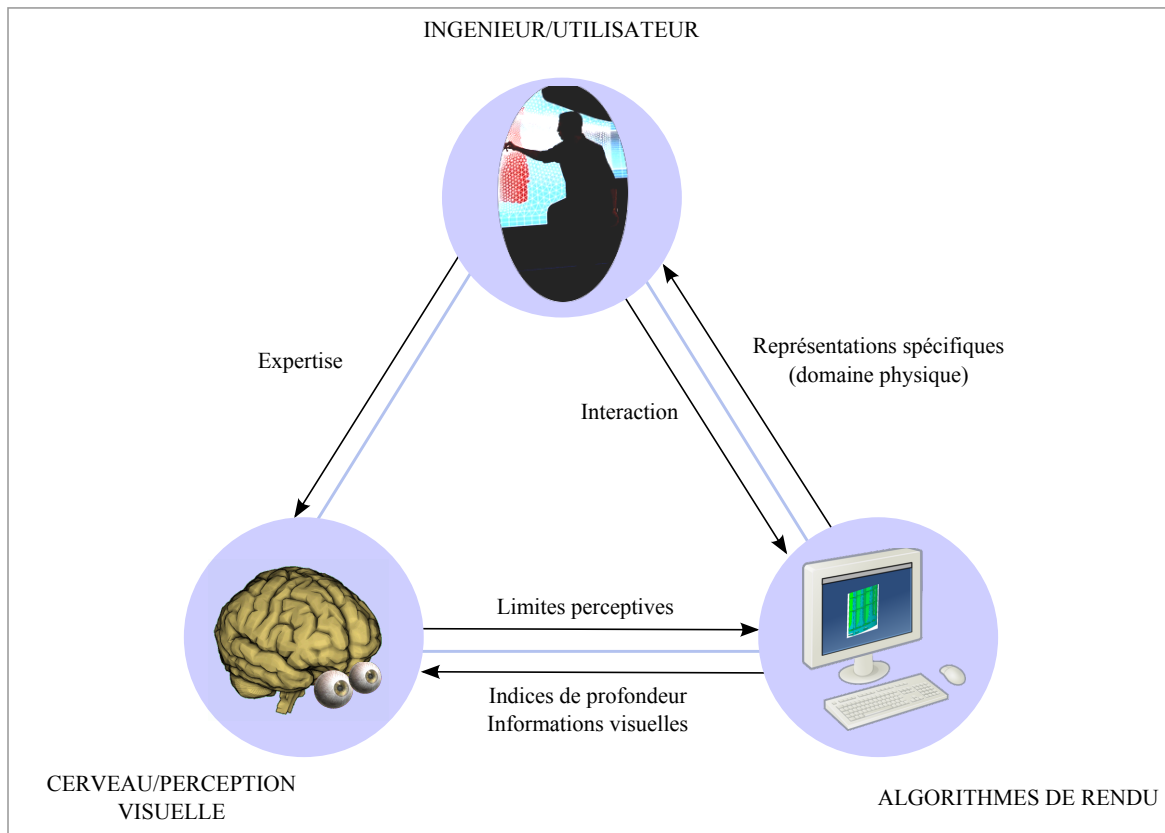 INGENIEUR/UTILISATEUR
Expertise
Représentations spécifiques
(domaine physique)
Interaction
Limites perceptives
Indices de profondeur
Informations visuelles
CERVEAU/PERCEPTION
VISUELLE
ALGORITHMES DE RENDU